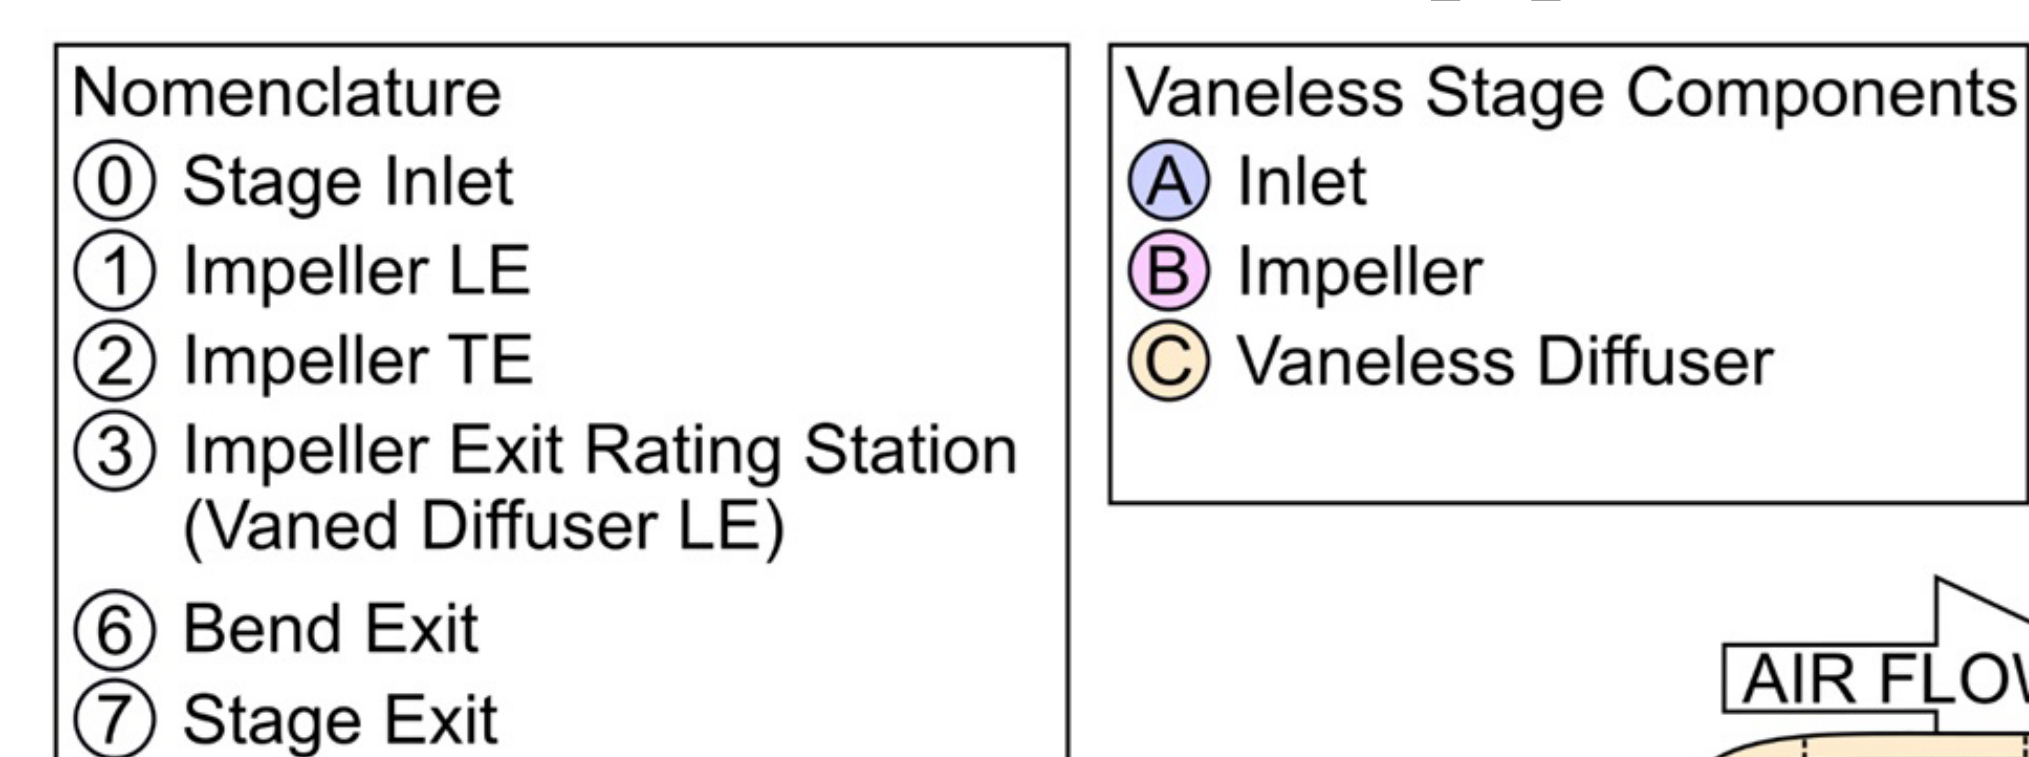 Nomenclature
0 Stage Inlet
1 Impeller LE
2 Impeller TE
3 Impeller Exit Rating Station
(Vaned Diffuser LE)
6 Bend Exit
7 Stage Exit
Vaneless Stage Components
A Inlet
B Impeller
C Vaneless Diffuser
AIR